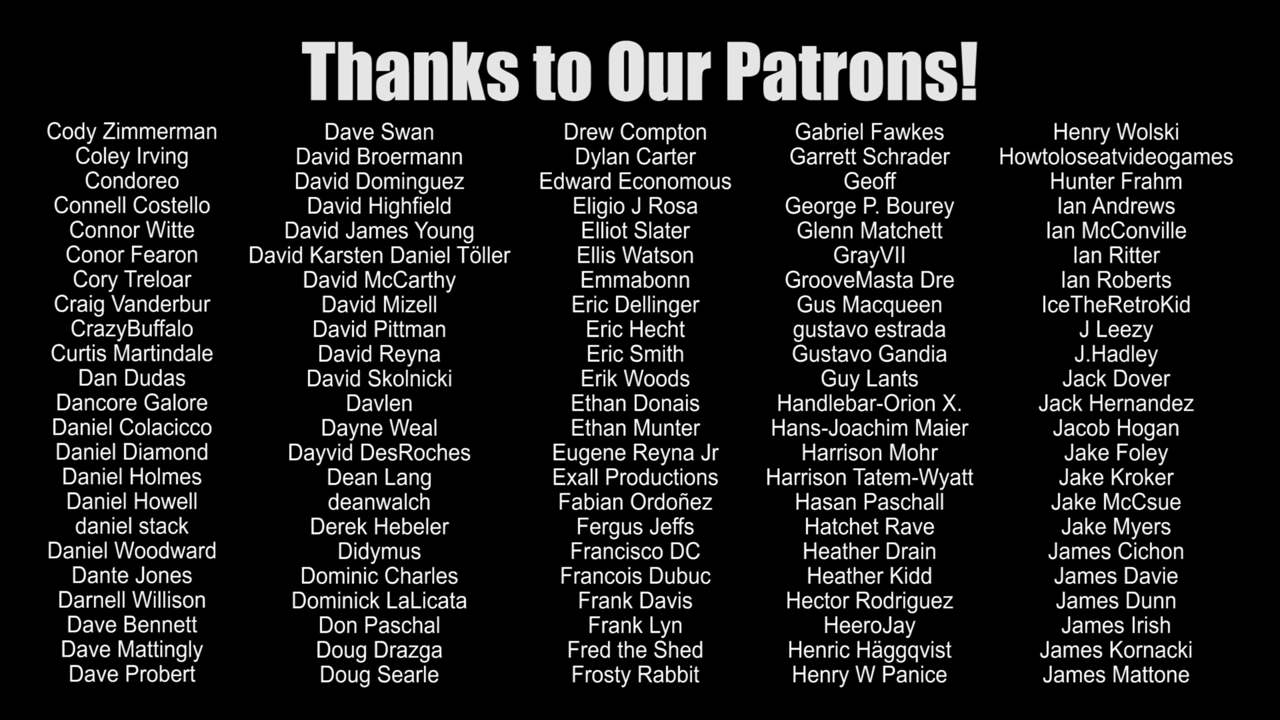 Thanks to Our Patrons!
Cody Zimmerman
Coley Irving
Condoreo
Connell Costello
Connor Witte
Conor Fearon
Cory Treloar
Craig Vanderbur
CrazyBuffalo
Curtis Martindale
Dan Dudas
Dancore Galore
Daniel Colacicco
Daniel Diamond
Daniel Holmes
Daniel Howell
daniel stack
Daniel Woodward
Dante Jones
Darnell Willison
Dave Bennett
Dave Mattingly
Dave Probert
Dave Swan
David Broermann
David Dominguez
David Highfield
David James Young
David Karsten Daniel Töller
David McCarthy
David Mizell
David Pittman
David Reyna
David Skolnicki
Davlen
Dayne Weal
Dayvid DesRoches
Dean Lang
deanwalch
Derek Hebeler
Didymus
Dominic Charles
Dominick LaLicata
Don Paschal
Doug Drazga
Doug Searle
Drew Compton
Dylan Carter
Edward Economous
Eligio J Rosa
Elliot Slater
Ellis Watson
Emmabonn
Eric Dellinger
Eric Hecht
Eric Smith
Erik Woods
Ethan Donais
Ethan Munter
Eugene Reyna Jr
Exall Productions
Fabian Ordoñez
Fergus Jeffs
Francisco DC
Francois Dubuc
Frank Davis
Frank Lyn
Fred the Shed
Frosty Rabbit
Gabriel Fawkes
Garrett Schrader
Geoff
George P. Bourey
Glenn Matchett
GrayVII
GrooveMasta Dre
Gus Macqueen
gustavo estrada
Gustavo Gandia
Guy Lants
Handlebar-Orion X.
Hans-Joachim Maier
Harrison Mohr
Harrison Tatem-Wyatt
Hasan Paschall
Hatchet Rave
Heather Drain
Heather Kidd
Hector Rodriguez
HeeroJay
Henric Häggqvist
Henry W Panice
Henry Wolski
Howtoloseatvideogames
Hunter Frahm
Ian Andrews
Ian McConville
Ian Ritter
Ian Roberts
IceTheRetroKid
J Leezy
J.Hadley
Jack Dover
Jack Hernandez
Jacob Hogan
Jake Foley
Jake Kroker
Jake McCsue
Jake Myers
James Cichon
James Davie
James Dunn
James Irish
James Kornacki
James Mattone